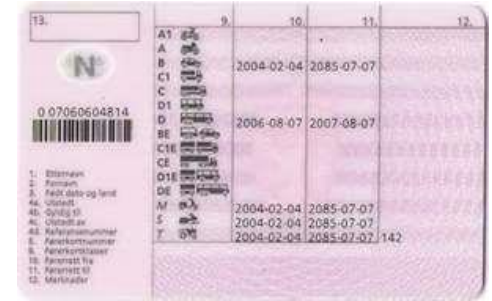 13. 9. 10. 11. 12.
A1
A
B 2004-02-04 2085-07-07
C1
C
D1
D 2006-08-07 2007-08-07
BE
C1E
CE
D1E
DE
M 2004-02-04 2085-07-07
S 2004-02-04 2085-07-07
T 2004-02-04 2085-07-07 142
N
0 07060604814
1. Etternavn
2. Fornavn
3. Født dato og land
4a. Utstedt
4b. Gyldig til
4c. Utstedt av
4d. Referansenummer
5. Førerkortnummer
9. Førerkortklasser
10. Førerrett fra
11. Førerrett til
12. Merknader